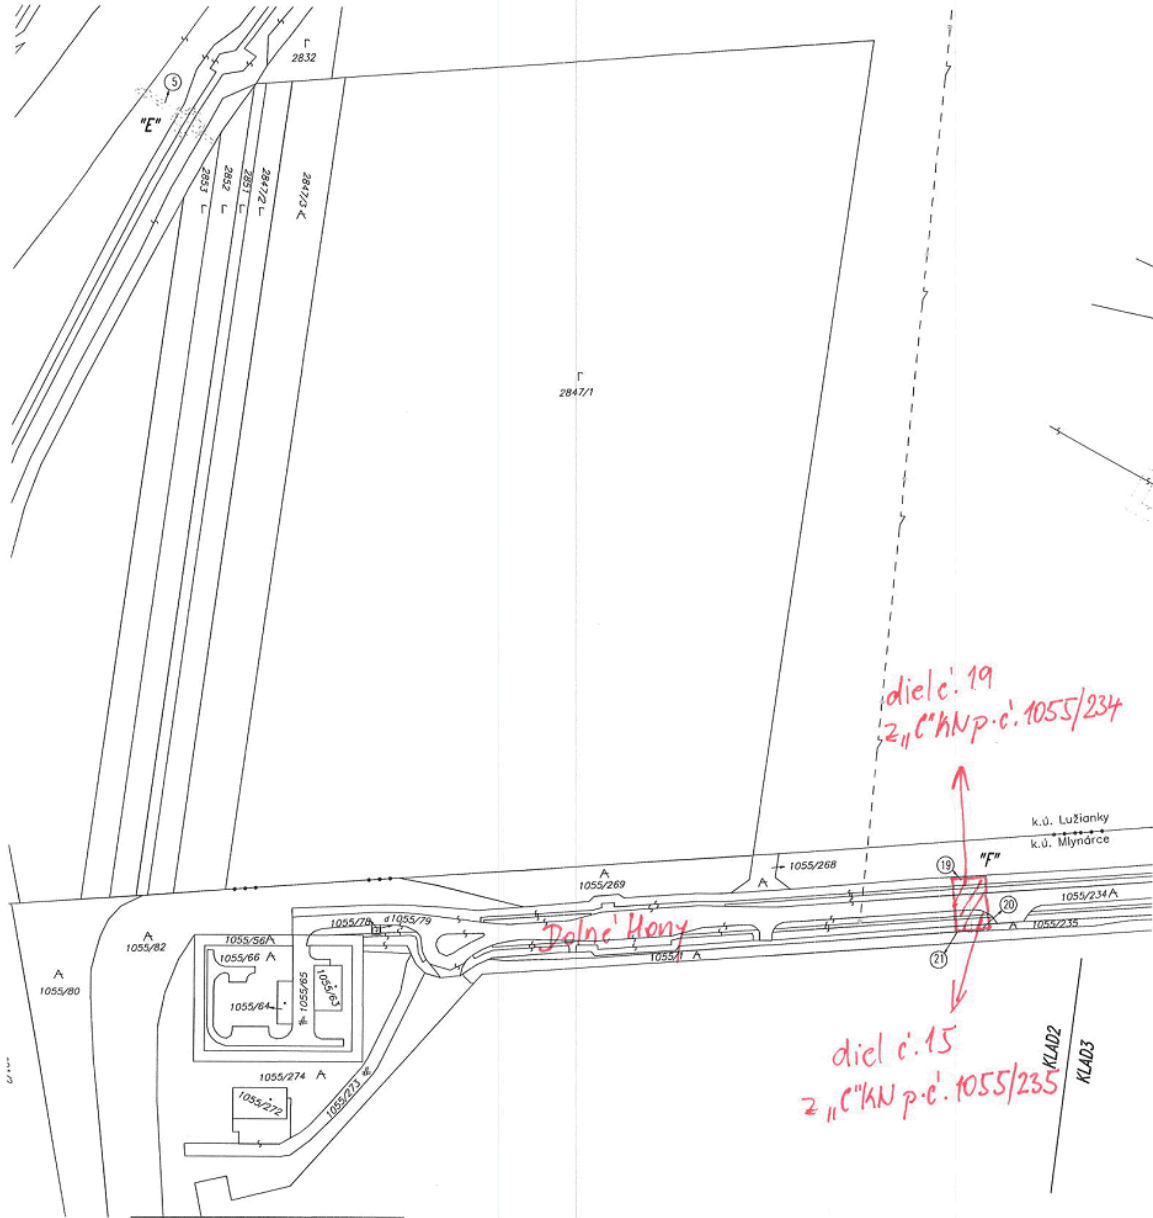 2832
5
"E"
2853
2852
2851
2847/2
2847/3
2847/1
diel č. 19
z „C" KN p.č. 1055/234
k.ú. Lužianky
k.ú. Mlynárce
19
"F"
1055/268
1055/269
1055/234
20
1055/78
1055/79
1055/235
Dolné Hony
1055/82
1055/56
1055/1
21
1055/66
1055/80
1055/65
1055/63
1055/64
KLAD2
KLAD3
diel č. 15
z „C" KN p.č. 1055/235
1055/274
1055/273
1055/272